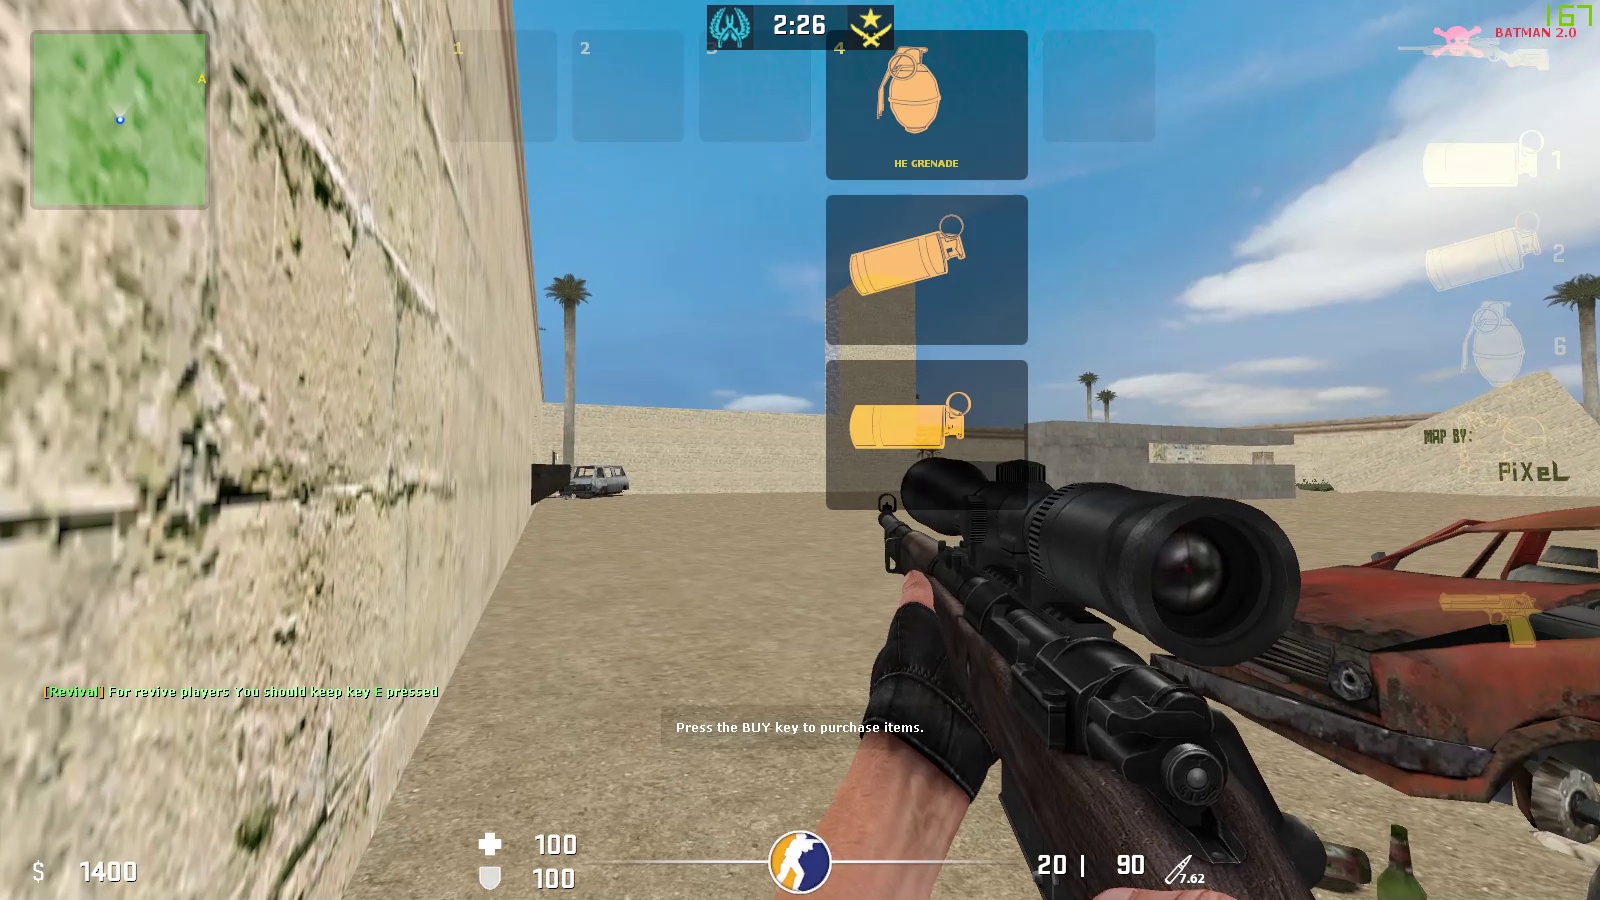 167
BATMAN 2.0
2:26
1
2
3
4
A
HE GRENADE
1
2
6
MAP BY:
PiXeL
[Revival] For revive players You should keep key E pressed
Press the BUY key to purchase items.
$ 1400
100
100
20 | 90
7.62